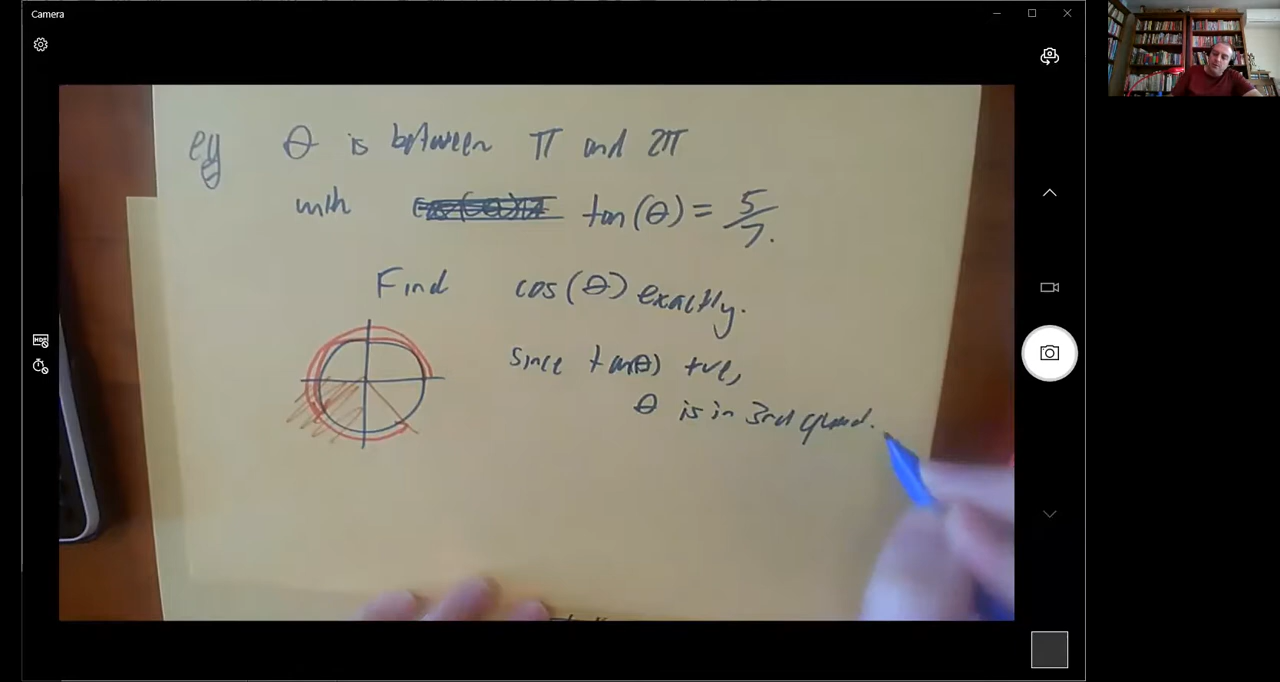 Camera
eg θ is between π and 2π
with tan(θ) = 5/7.
Find cos(θ) exactly.
since tan(θ) +ve,
θ is in 3rd quad.